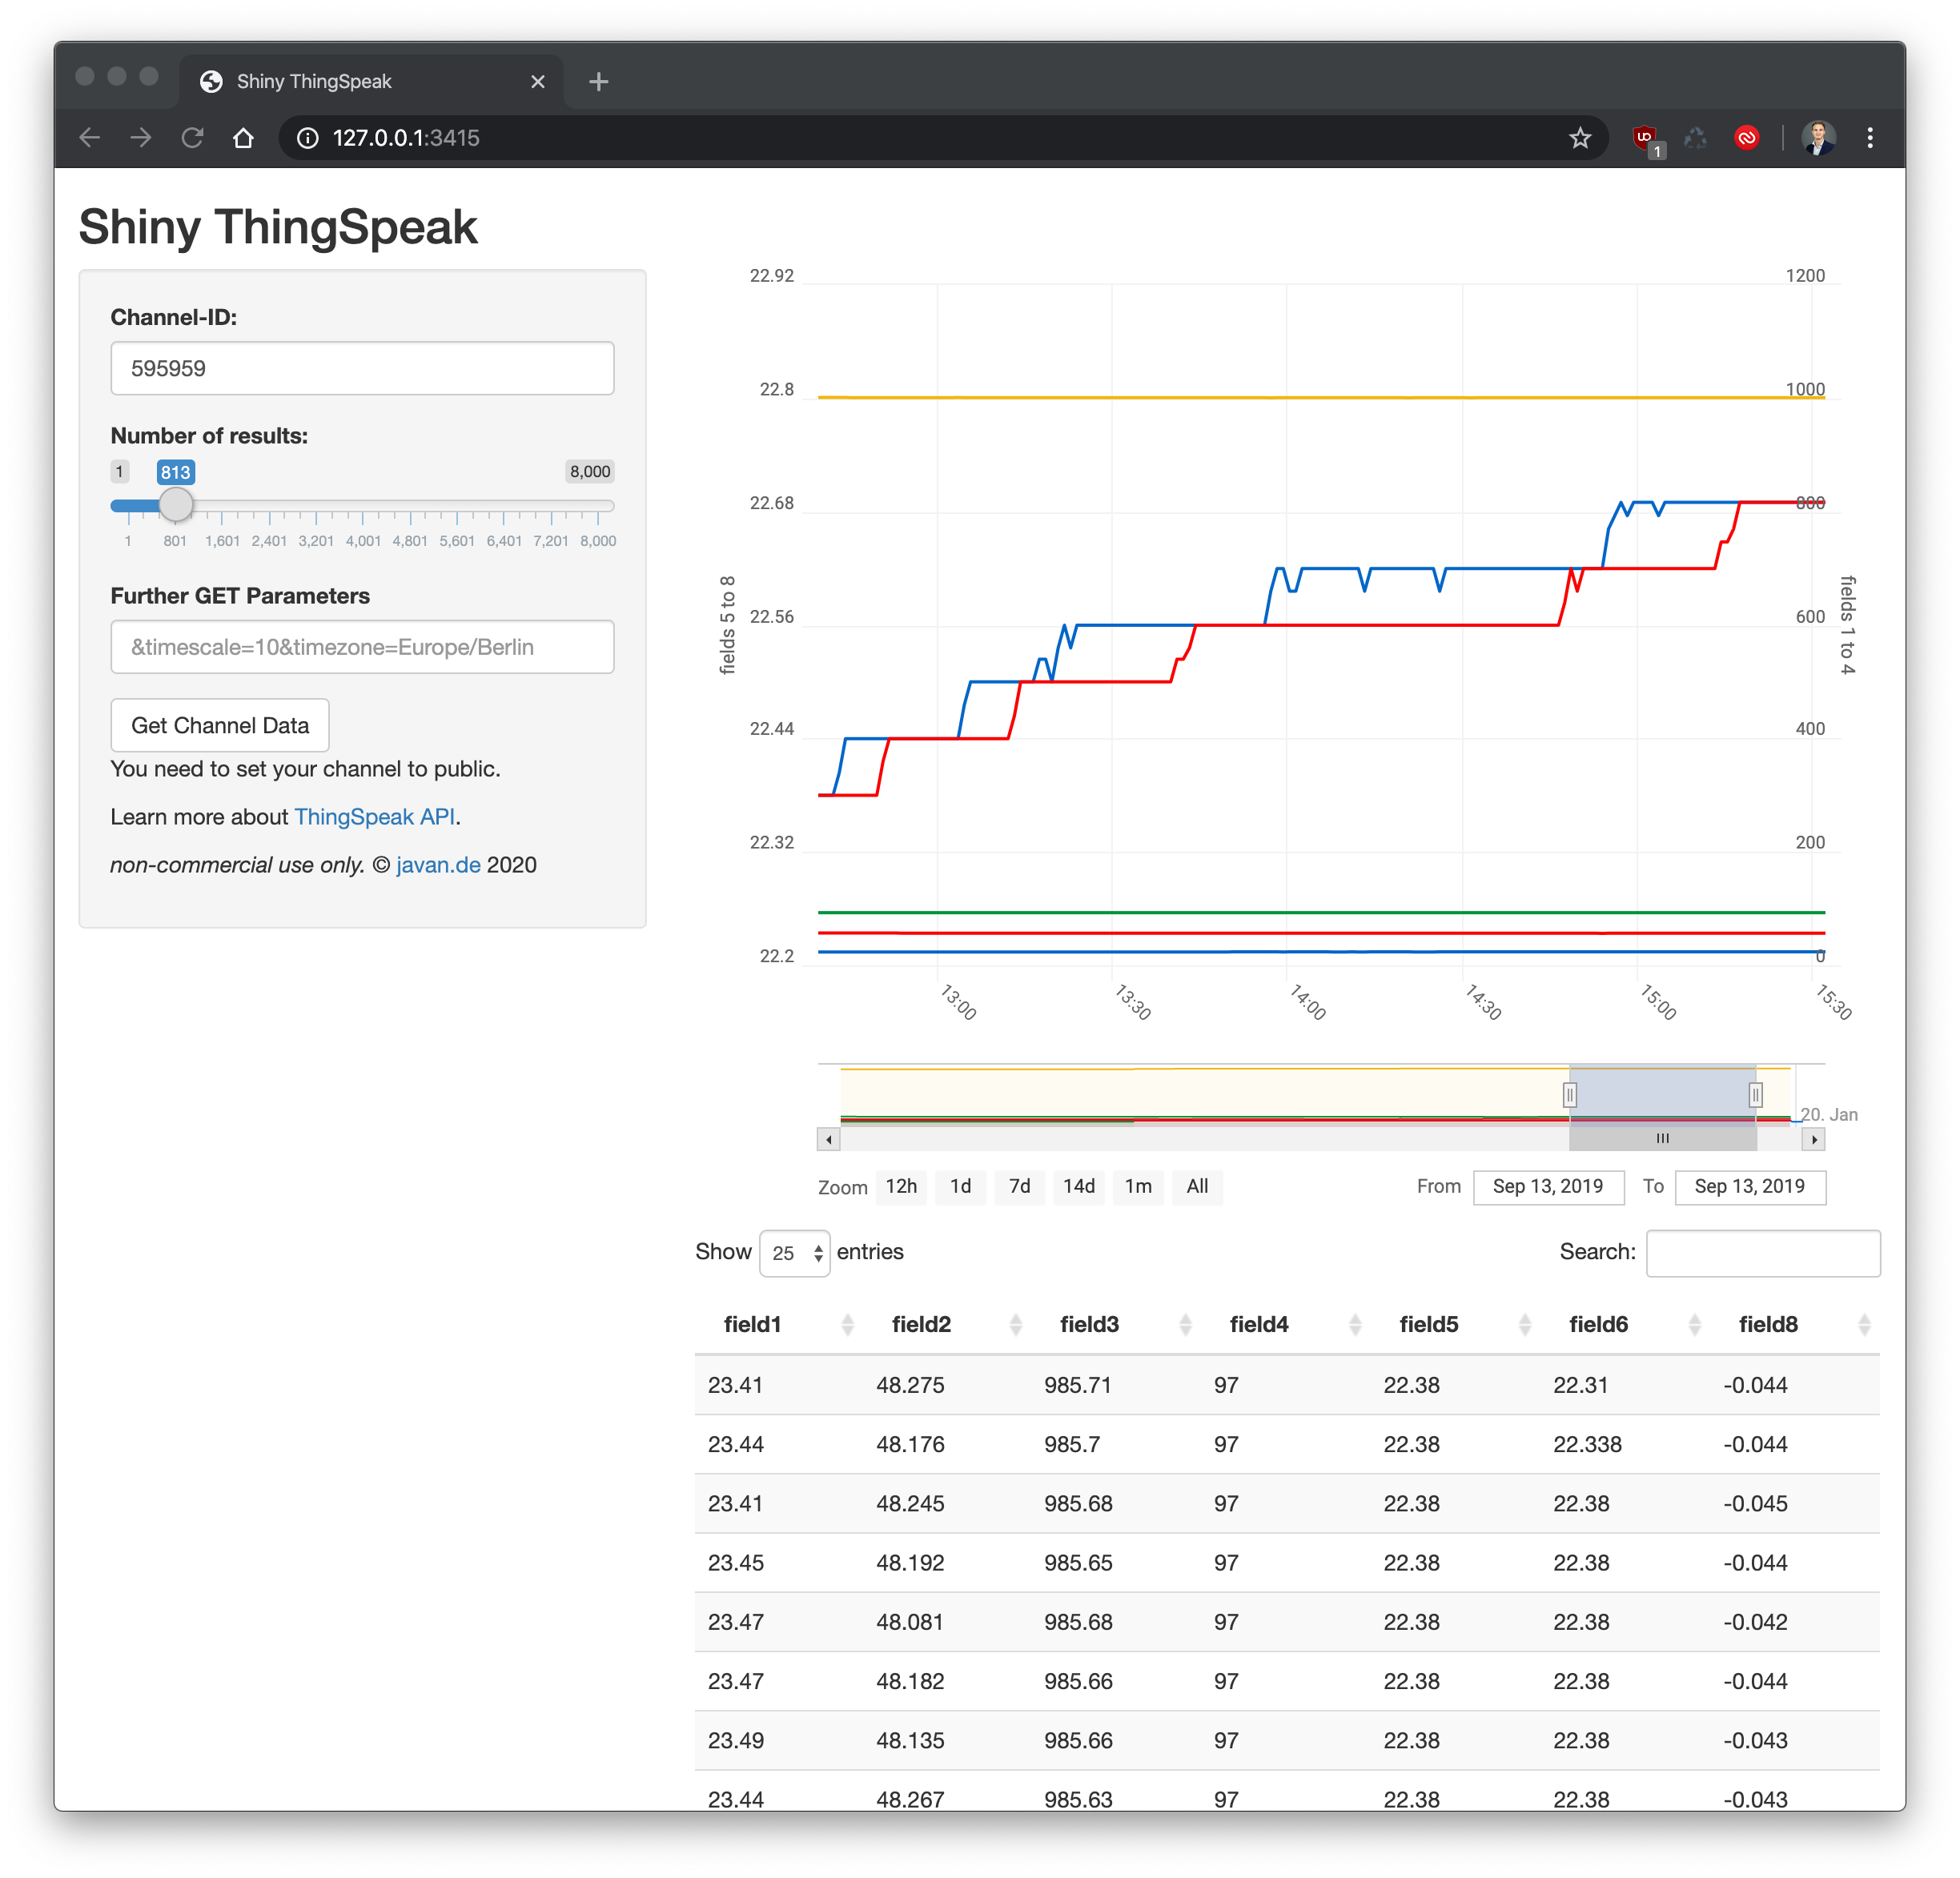 Shiny ThingSpeak
127.0.0.1:3415
1
Shiny ThingSpeak
Channel-ID:
595959
Number of results:
1 813 8,000
1 801 1,601 2,401 3,201 4,001 4,801 5,601 6,401 7,201 8,000
Further GET Parameters
&timescale=10&timezone=Europe/Berlin
Get Channel Data
You need to set your channel to public.
Learn more about ThingSpeak API.
non-commercial use only. © javan.de 2020
22.92 1200
22.8 1000
22.68 800
22.56 600
22.44 400
22.32 200
22.2 0
fields 5 to 8
fields 1 to 4
13:00 13:30 14:00 14:30 15:00 15:30
20. Jan
Zoom 12h 1d 7d 14d 1m All From Sep 13, 2019 To Sep 13, 2019
Show 25 entries Search:
field1 field2 field3 field4 field5 field6 field8
23.41 48.275 985.71 97 22.38 22.31 -0.044
23.44 48.176 985.7 97 22.38 22.338 -0.044
23.41 48.245 985.68 97 22.38 22.38 -0.045
23.45 48.192 985.65 97 22.38 22.38 -0.044
23.47 48.081 985.68 97 22.38 22.38 -0.042
23.47 48.182 985.66 97 22.38 22.38 -0.044
23.49 48.135 985.66 97 22.38 22.38 -0.043
23.44 48.267 985.63 97 22.38 22.38 -0.043